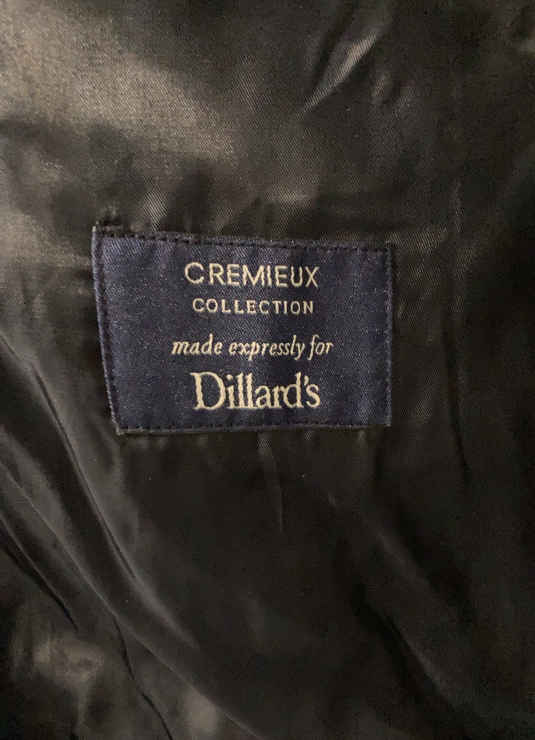 CREMIEUX
COLLECTION
made expressly for
Dillard's